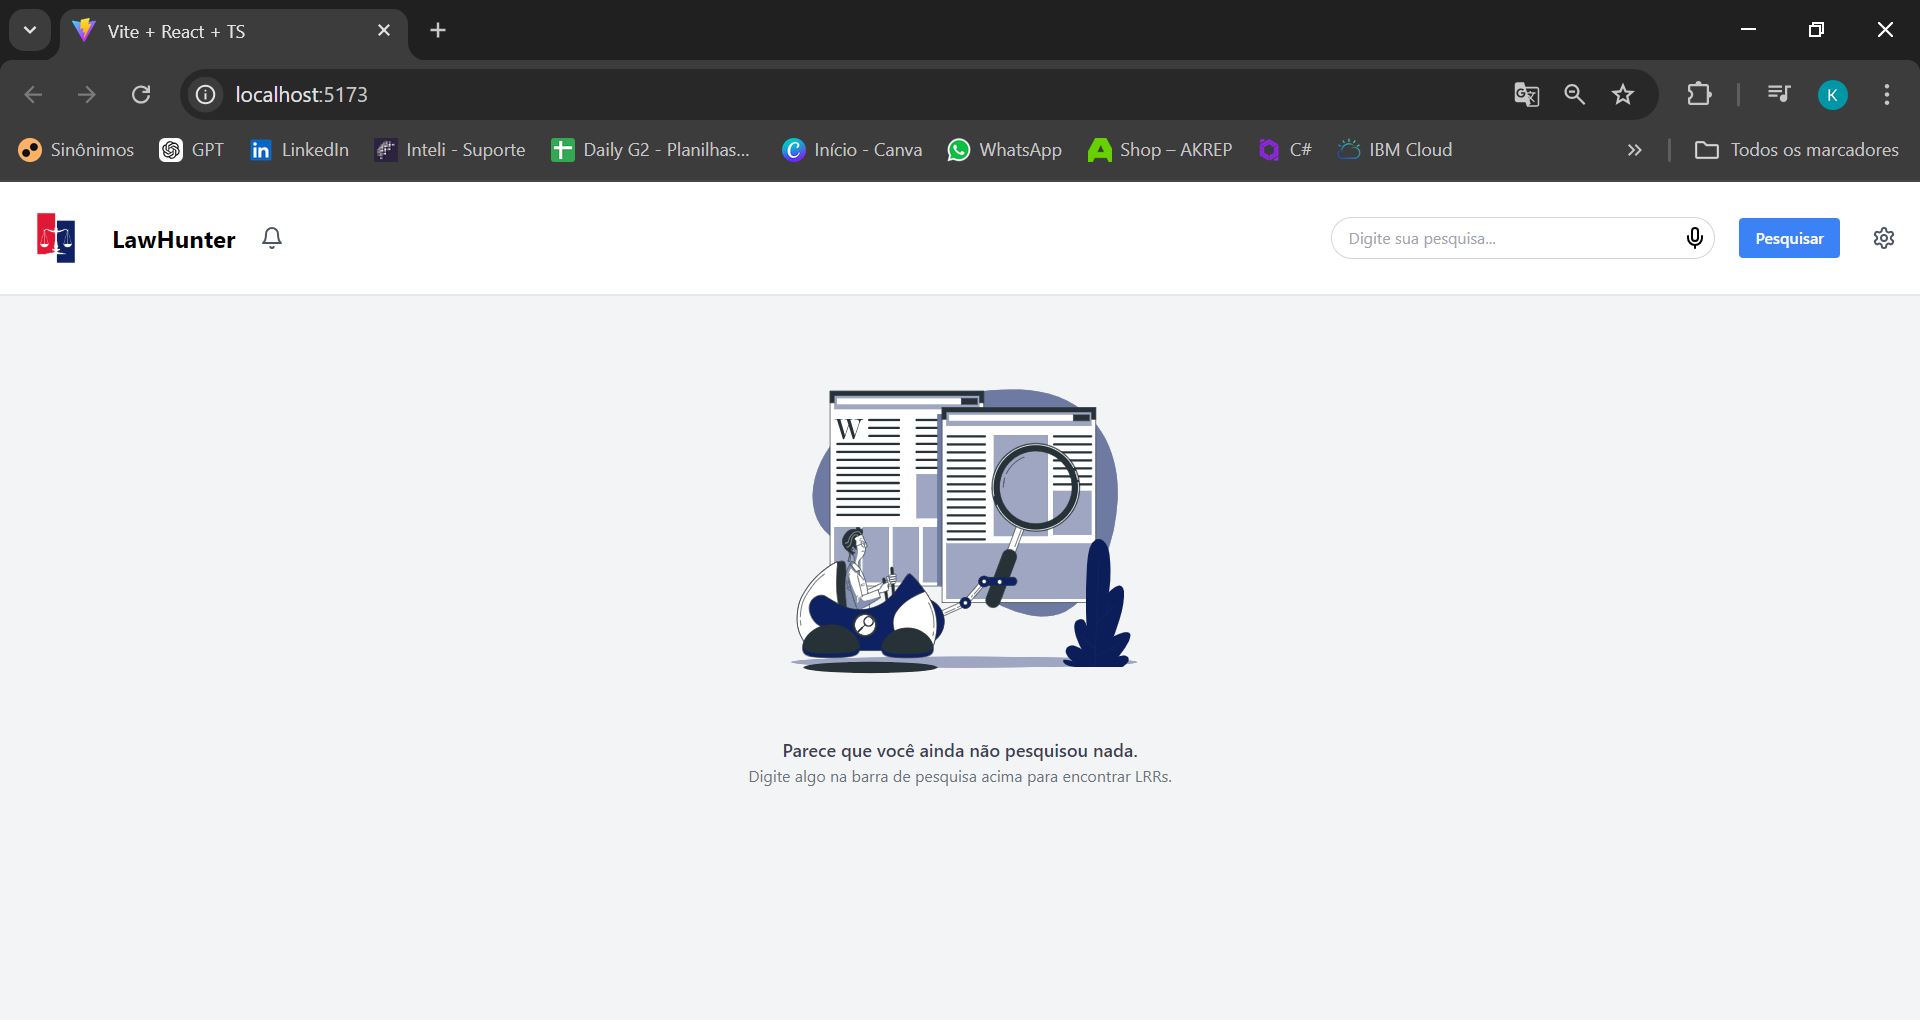 Vite + React + TS
localhost:5173
Sinônimos GPT LinkedIn Inteli - Suporte Daily G2 - Planilhas... Início - Canva WhatsApp Shop – AKREP C# IBM Cloud Todos os marcadores
LawHunter Digite sua pesquisa... Pesquisar
W
Parece que você ainda não pesquisou nada.
Digite algo na barra de pesquisa acima para encontrar LRRs.